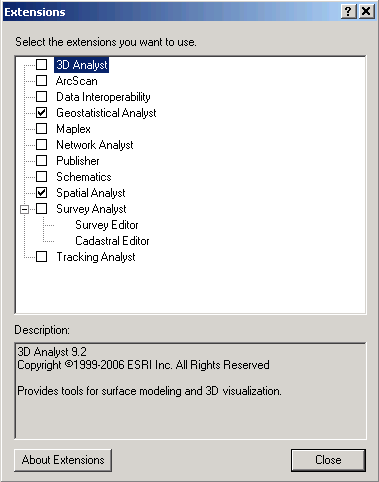 Extensions
Select the extensions you want to use.
3D Analyst
ArcScan
Data Interoperability
Geostatistical Analyst
Maplex
Network Analyst
Publisher
Schematics
Spatial Analyst
Survey Analyst
Survey Editor
Cadastral Editor
Tracking Analyst
Description:
3D Analyst 9.2
Copyright ©1999-2006 ESRI Inc. All Rights Reserved
Provides tools for surface modeling and 3D visualization.
About Extensions
Close